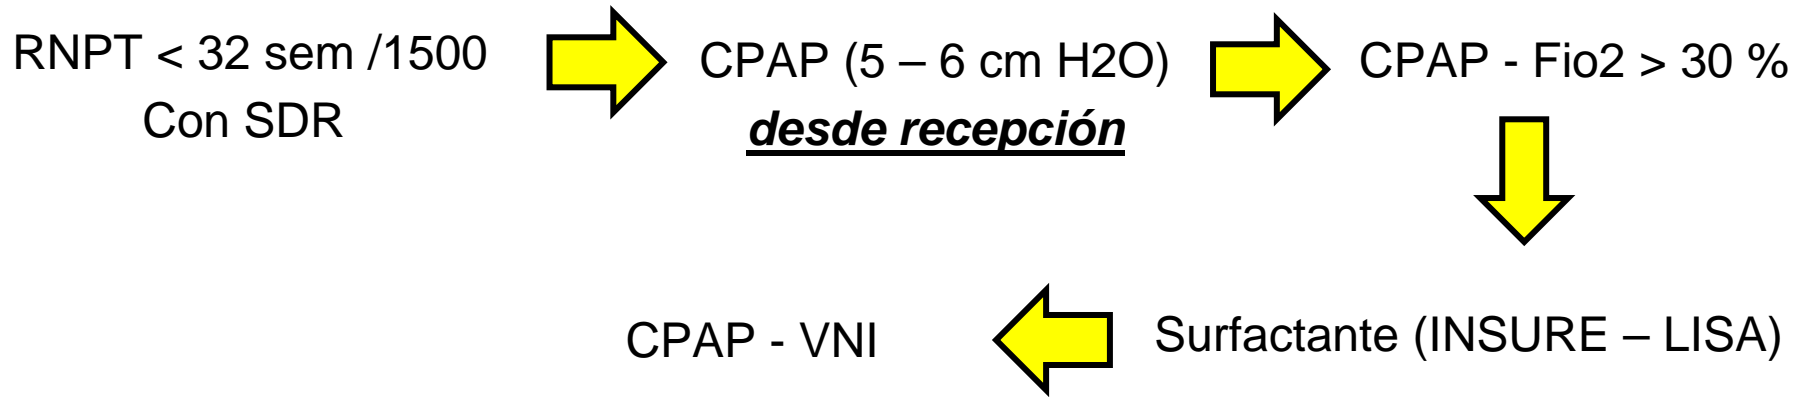 RNPT < 32 sem /1500
Con SDR
CPAP (5 – 6 cm H2O)
desde recepción
CPAP - Fio2 > 30 %
Surfactante (INSURE – LISA)
CPAP - VNI